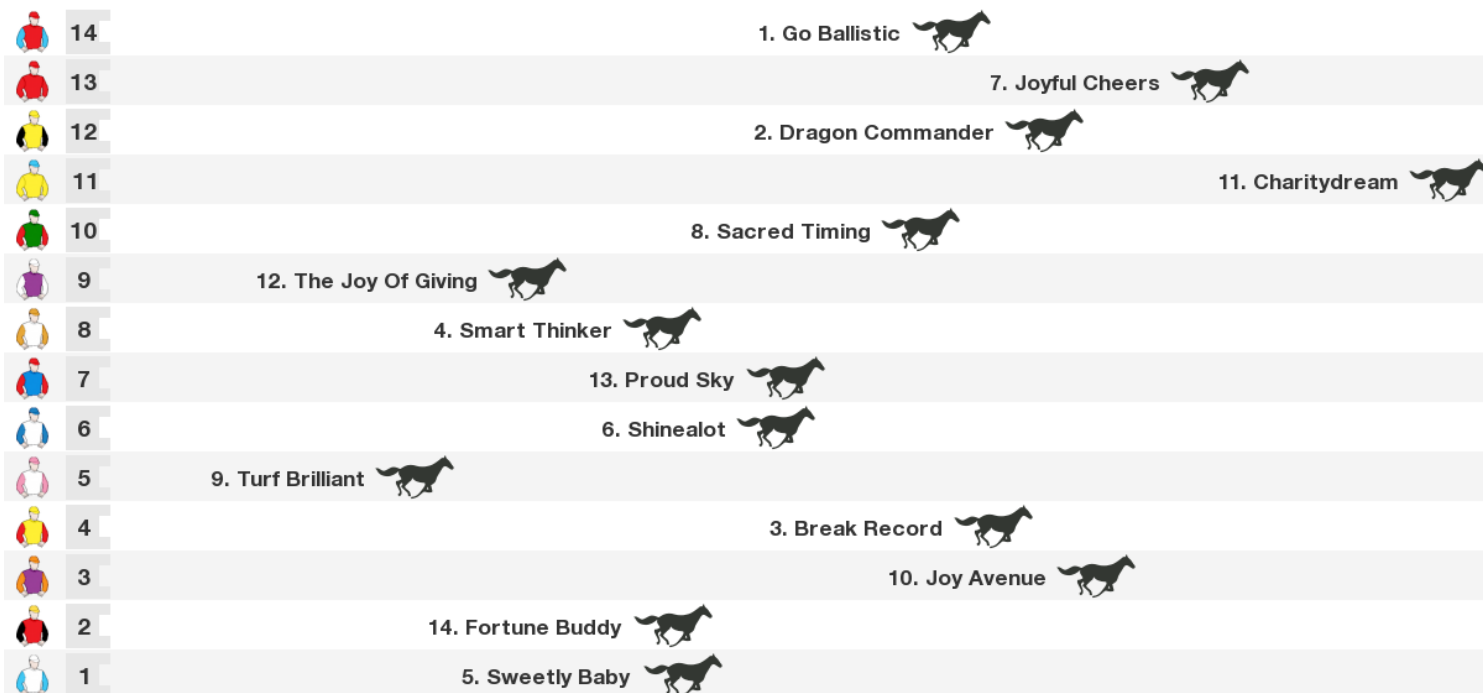 14 1. Go Ballistic
13 7. Joyful Cheers
12 2. Dragon Commander
11 11. Charitydream
10 8. Sacred Timing
9 12. The Joy Of Giving
8 4. Smart Thinker
7 13. Proud Sky
6 6. Shinealot
5 9. Turf Brilliant
4 3. Break Record
3 10. Joy Avenue
2 14. Fortune Buddy
1 5. Sweetly Baby